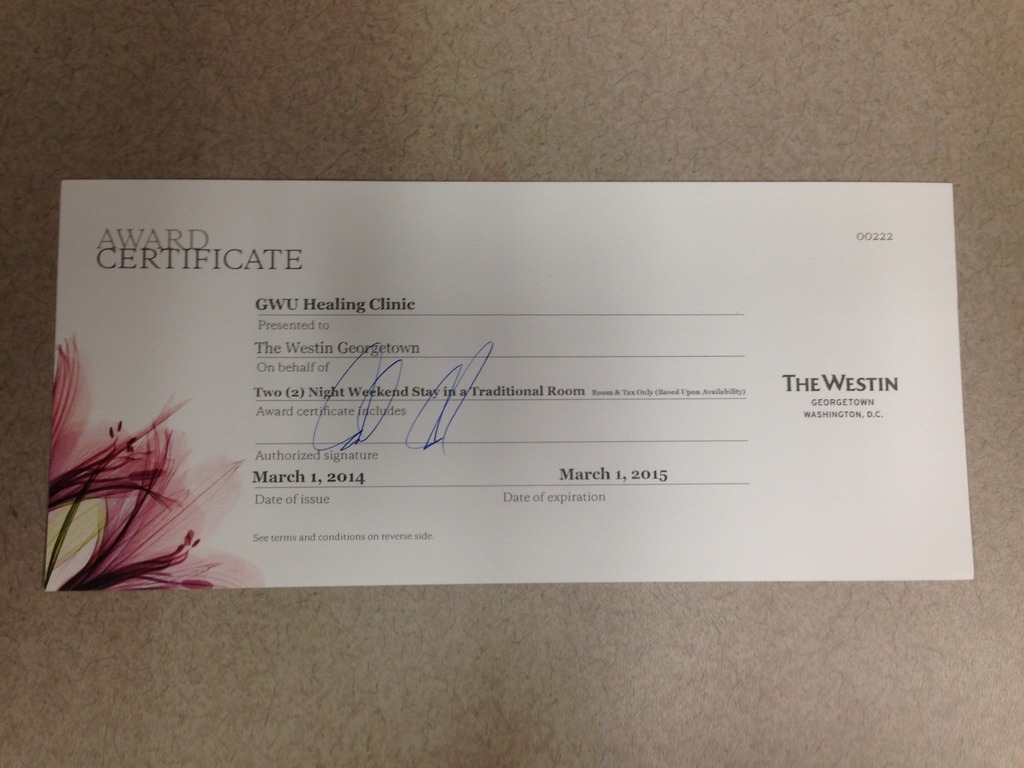 AWARD
CERTIFICATE
00222
GWU Healing Clinic
Presented to
The Westin Georgetown
On behalf of
Two (2) Night Weekend Stay in a Traditional Room Room & Tax Only (Based Upon Availability)
Award certificate includes
Authorized signature
March 1, 2014 March 1, 2015
Date of issue Date of expiration
See terms and conditions on reverse side.
THE WESTIN
GEORGETOWN
WASHINGTON, D.C.